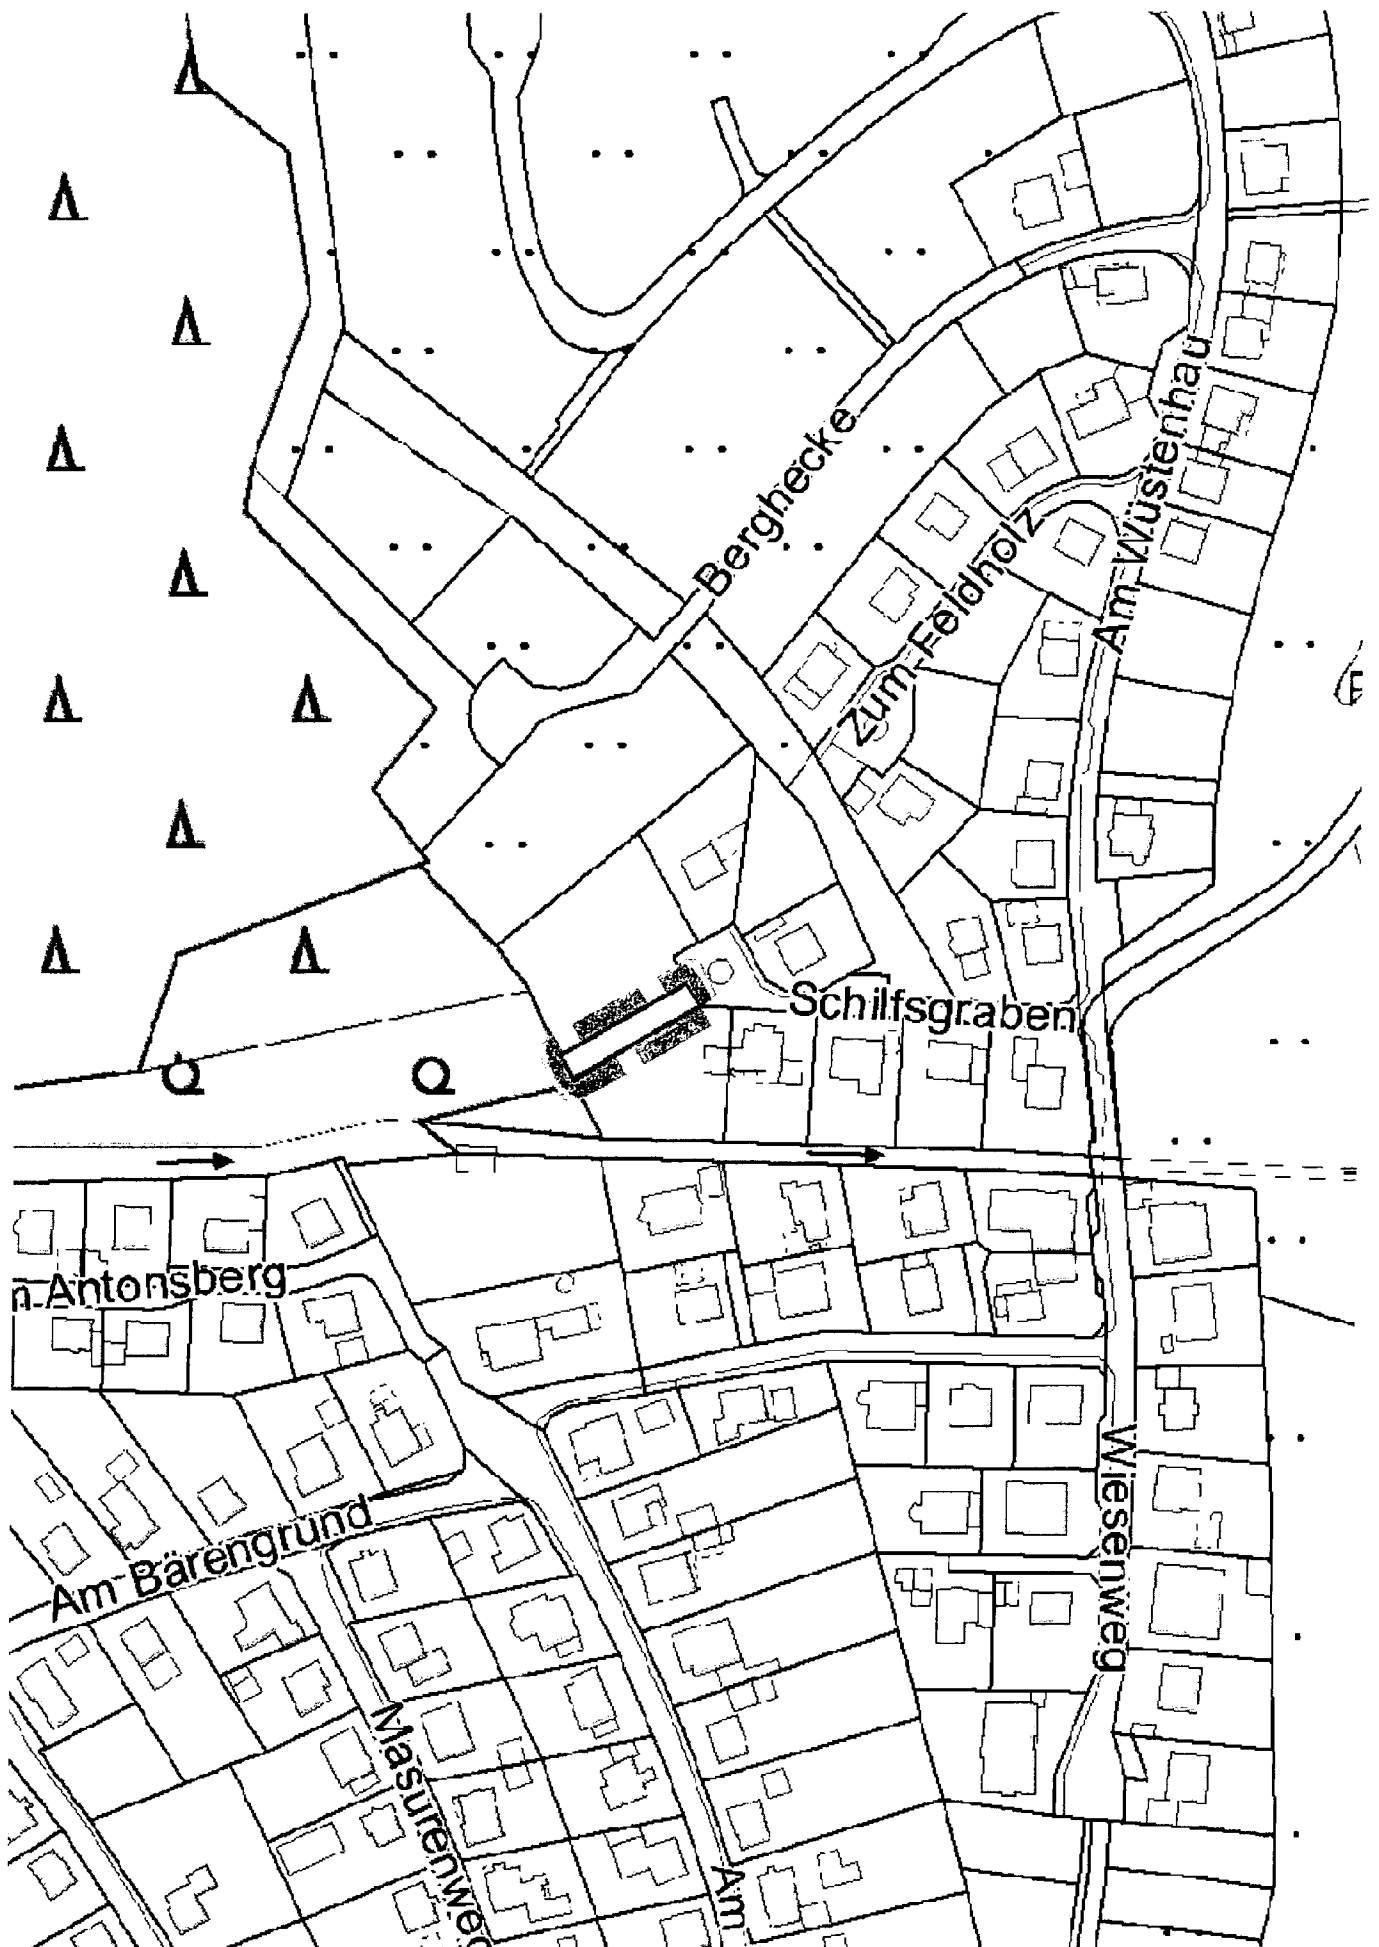 Berghecke
Am Wüstenhau
Zum Feldholz
Schilfsgraben
n Antonsberg
Am Bärengrund
Wiesenweg
Masurenweg
Am